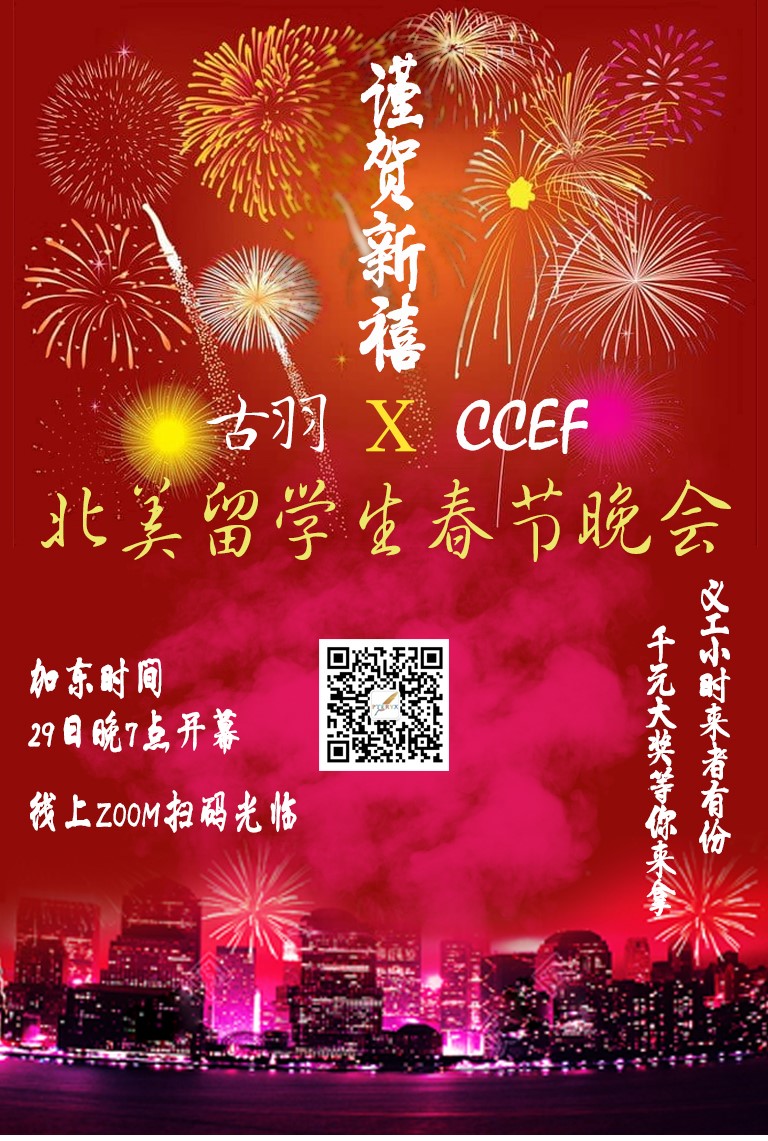 谨贺新禧
古羽 X CCEF
北美留学生春节晚会
义工小时来者有份
千元大奖等你来拿
加东时间
29日晚7点开幕
线上ZOOM扫码光临